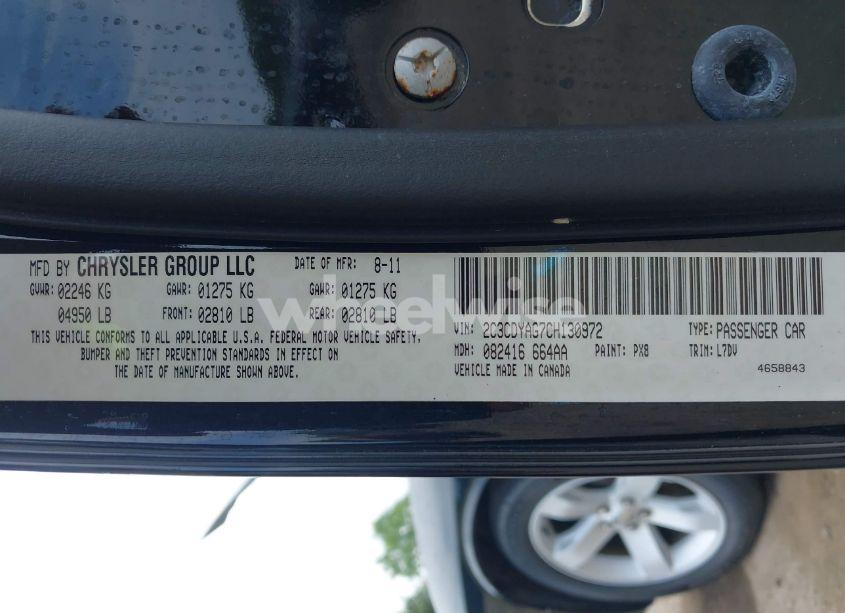 MFD BY CHRYSLER GROUP LLC DATE OF MFR: 8-11
GVWR: 02246 KG GAWR: 01275 KG GAWR: 01275 KG
04950 LB FRONT: 02810 LB REAR: 02810 LB
THIS VEHICLE CONFORMS TO ALL APPLICABLE U.S.A. FEDERAL MOTOR VEHICLE SAFETY,
BUMPER AND THEFT PREVENTION STANDARDS IN EFFECT ON
THE DATE OF MANUFACTURE SHOWN ABOVE.
VIN: 2C3CDYAG7CH130972 TYPE: PASSENGER CAR
MDH: 082416 664AA PAINT: PX8 TRIM: L7DV
VEHICLE MADE IN CANADA 4658843
wheelwise